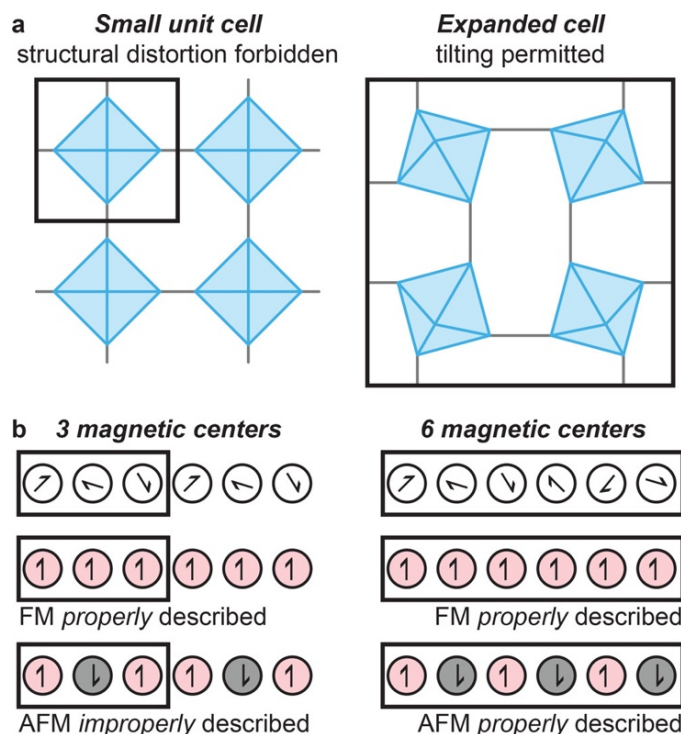 a Small unit cell
structural distortion forbidden
Expanded cell
tilting permitted
b 3 magnetic centers
6 magnetic centers
FM properly described
FM properly described
AFM improperly described
AFM properly described